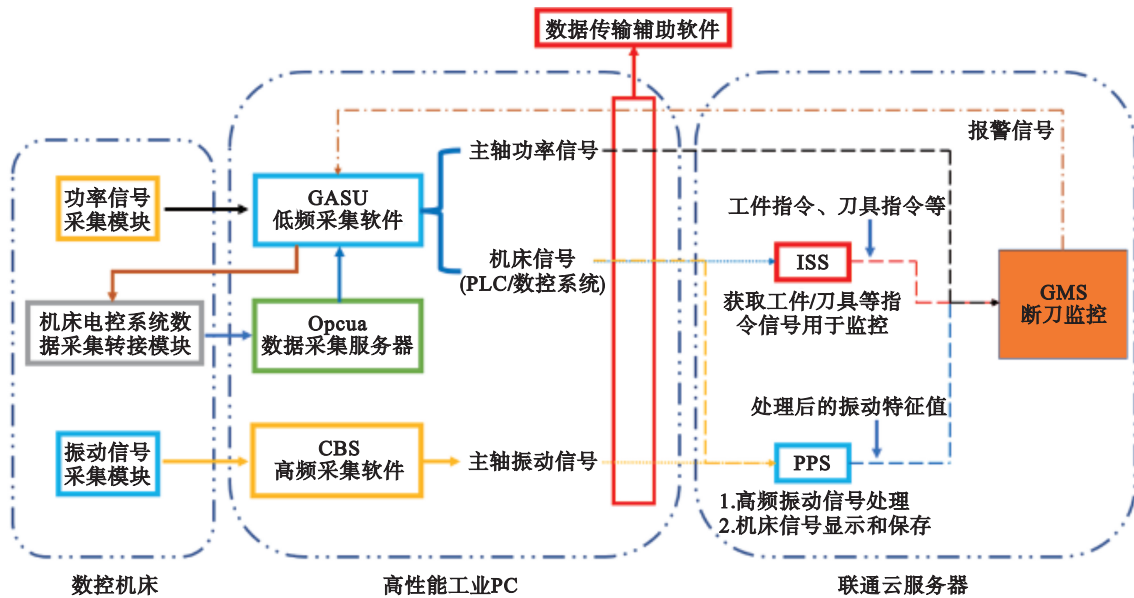 数据传输辅助软件
报警信号
主轴功率信号
功率信号
采集模块
GASU
低频采集软件
工件指令、刀具指令等
机床信号
(PLC/数控系统)
ISS
获取工件/刀具等指
令信号用于监控
GMS
断刀监控
机床电控系统数
据采集转接模块
Opcua
数据采集服务器
处理后的振动特征值
振动信号
采集模块
CBS
高频采集软件
主轴振动信号
PPS
1.高频振动信号处理
2.机床信号显示和保存
数控机床
高性能工业PC
联通云服务器